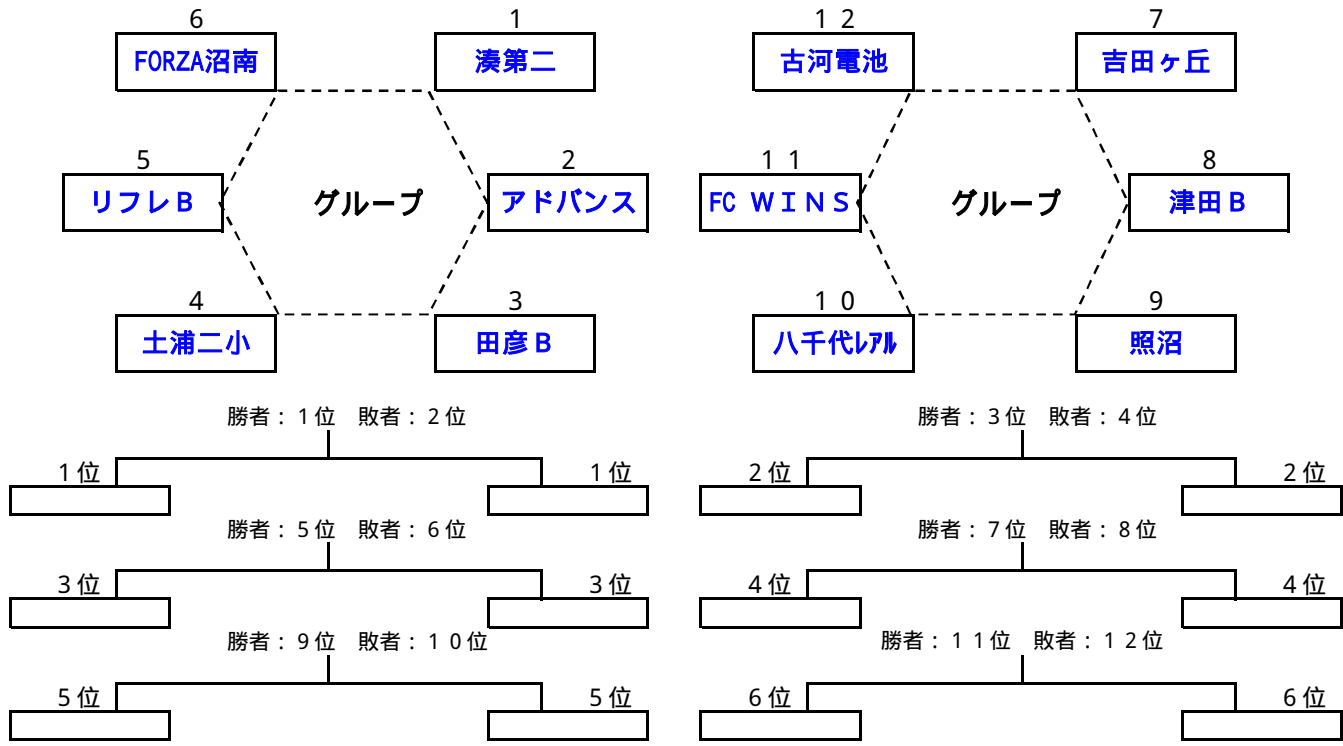 6 1 １２ 7
FORZA沼南 湊第二 古河電池 吉田ヶ丘
5 2 １１ 8
リフレＢ グループ アドバンス FC ＷＩＮＳ グループ 津田Ｂ
4 3 １０ 9
土浦二小 田彦Ｂ 八千代ﾚｱﾙ 照沼
勝者：１位　敗者：２位 勝者：３位　敗者：４位
１位 １位 ２位 ２位
勝者：５位　敗者：６位 勝者：７位　敗者：８位
３位 ３位 ４位 ４位
勝者：９位　敗者：１０位 勝者：１１位　敗者：１２位
５位 ５位 ６位 ６位